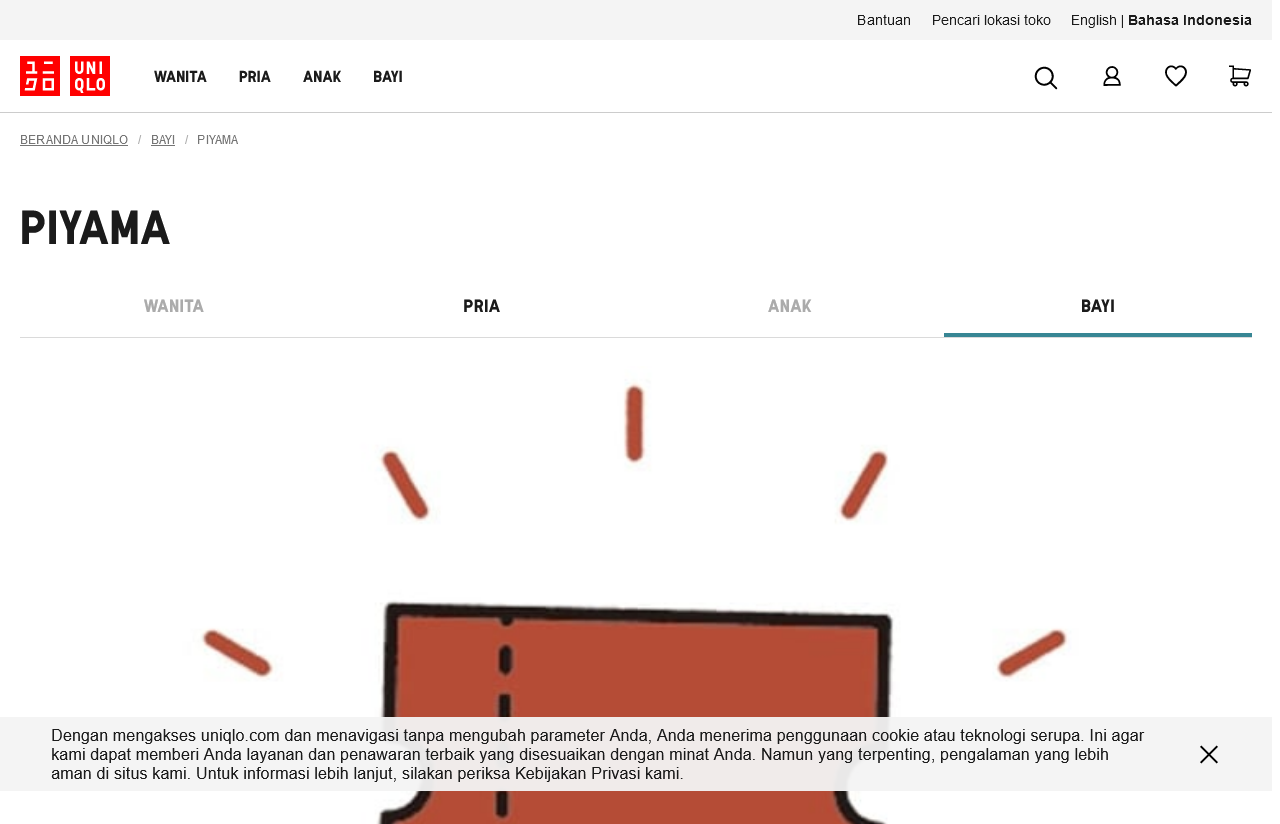 Bantuan Pencari lokasi toko English | Bahasa Indonesia
ユニクロ UNIQLO WANITA PRIA ANAK BAYI
BERANDA UNIQLO / BAYI / PIYAMA
PIYAMA
WANITA PRIA ANAK BAYI
Dengan mengakses uniqlo.com dan menavigasi tanpa mengubah parameter Anda, Anda menerima penggunaan cookie atau teknologi serupa. Ini agar
kami dapat memberi Anda layanan dan penawaran terbaik yang disesuaikan dengan minat Anda. Namun yang terpenting, pengalaman yang lebih
aman di situs kami. Untuk informasi lebih lanjut, silakan periksa Kebijakan Privasi kami.